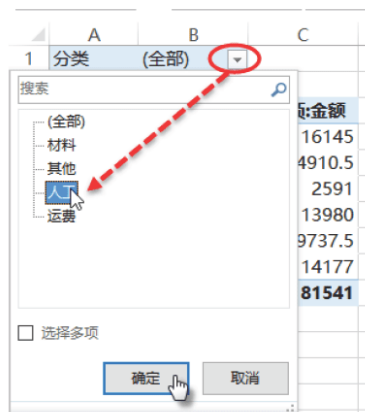 A B C
1 分类 (全部)
搜索
项:金额
(全部)
材料
其他
人工
运费
16145
4910.5
2591
13980
9737.5
14177
81541
选择多项
确定 取消